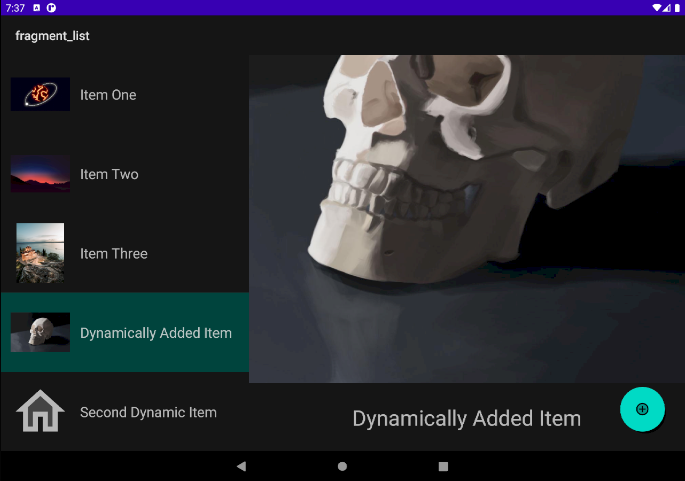 7:37
fragment_list
Item One
Item Two
Item Three
Dynamically Added Item
Second Dynamic Item
Dynamically Added Item